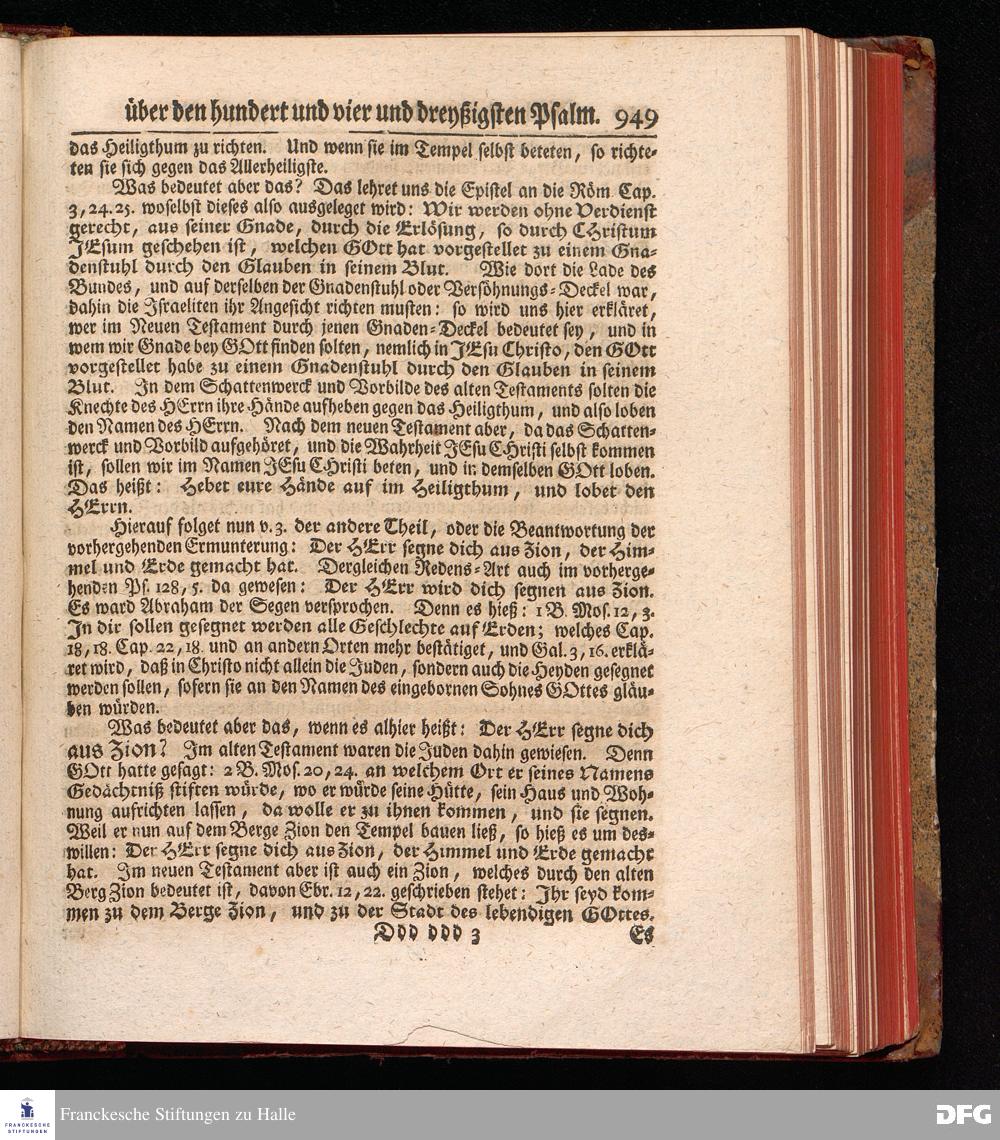 über den hundert und vier und dreyßigsten Psalm. 949
das Heiligthum zu richten. Und wenn sie im Tempel selbst beteten, so richte-
ten sie sich gegen das Allerheiligste.
Was bedeutet aber das? Das lehret uns die Epistel an die Röm. Cap.
3, 24. 25. woselbst dieses also ausgeleget wird: Wir werden ohne Verdienst
gerecht, aus seiner Gnade, durch die Erlösung, so durch CHristum
JEsum geschehen ist, welchen GOtt hat vorgestellet zu einem Gna-
denstuhl durch den Glauben in seinem Blut. Wie dort die Lade des
Bundes, und auf derselben der Gnadenstuhl oder Versöhnungs-Deckel war,
dahin die Israeliten ihr Angesicht richten musten: so wird uns hier erkläret,
wer im Neuen Testament durch jenen Gnaden-Deckel bedeutet sey, und in
wem wir Gnade bey GOtt finden solten, nemlich in JEsu Christo, den GOtt
vorgestellet habe zu einem Gnadenstuhl durch den Glauben in seinem
Blut. In dem Schattenwerck und Vorbilde des alten Testaments solten die
Knechte des HErrn ihre Hände aufheben gegen das Heiligthum, und also loben
den Namen des HErrn. Nach dem neuen Testament aber, da das Schatten-
werck und Vorbild aufgehöret, und die Wahrheit JEsu CHristi selbst kommen
ist, sollen wir im Namen JEsu CHristi beten, und in demselben GOtt loben.
Das heißt: Hebet eure Hände auf im Heiligthum, und lobet den
HErrn.
Hierauf folget nun v. 3. der andere Theil, oder die Beantwortung der
vorhergehenden Ermunterung: Der HErr segne dich aus Zion, der Him-
mel und Erde gemacht hat. Dergleichen Redens-Art auch im vorherge-
henden Ps. 128, 5. da gewesen: Der HErr wird dich segnen aus Zion.
Es ward Abraham der Segen versprochen. Denn es hieß: 1 B. Mos. 12, 3.
In dir sollen gesegnet werden alle Geschlechte auf Erden; welches Cap.
18, 18. Cap. 22, 18. und an andern Orten mehr bestätiget, und Gal. 3, 16. erklä-
ret wird, daß in Christo nicht allein die Juden, sondern auch die Heyden gesegnet
werden sollen, sofern sie an den Namen des eingebornen Sohnes GOttes gläu-
ben würden.
Was bedeutet aber das, wenn es alhier heißt: Der HErr segne dich
aus Zion? Im alten Testament waren die Juden dahin gewiesen. Denn
GOtt hatte gesagt: 2 B. Mos. 20, 24. an welchem Ort er seines Namens
Gedächtniß stiften würde, wo er würde seine Hütte, sein Haus und Woh-
nung aufrichten lassen, da wolle er zu ihnen kommen, und sie segnen.
Weil er nun auf dem Berge Zion den Tempel bauen ließ, so hieß es um des-
willen: Der HErr segne dich aus Zion, der Himmel und Erde gemacht
hat. Im neuen Testament aber ist auch ein Zion, welches durch den alten
Berg Zion bedeutet ist, davon Ebr. 12, 22. geschrieben stehet: Ihr seyd kom-
men zu dem Berge Zion, und zu der Stadt des lebendigen GOttes.
Ddd ddd 3 Es
FRANCKESCHE
STIFTUNGEN
Franckesche Stiftungen zu Halle
DFG